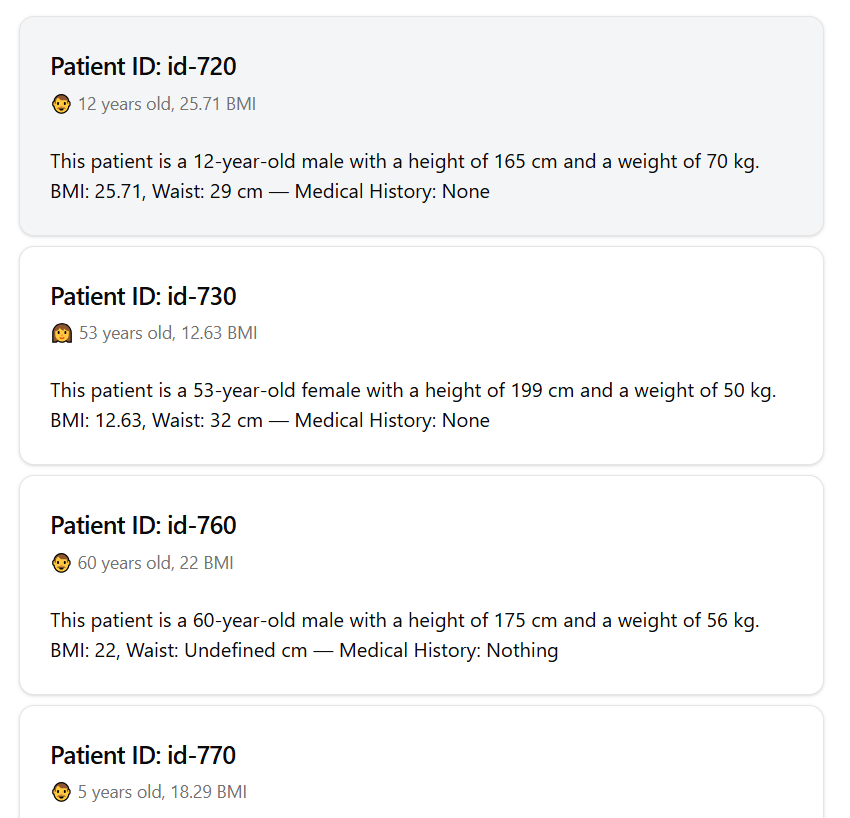 Patient ID: id-720
12 years old, 25.71 BMI
This patient is a 12-year-old male with a height of 165 cm and a weight of 70 kg.
BMI: 25.71, Waist: 29 cm — Medical History: None
Patient ID: id-730
53 years old, 12.63 BMI
This patient is a 53-year-old female with a height of 199 cm and a weight of 50 kg.
BMI: 12.63, Waist: 32 cm — Medical History: None
Patient ID: id-760
60 years old, 22 BMI
This patient is a 60-year-old male with a height of 175 cm and a weight of 56 kg.
BMI: 22, Waist: Undefined cm — Medical History: Nothing
Patient ID: id-770
5 years old, 18.29 BMI